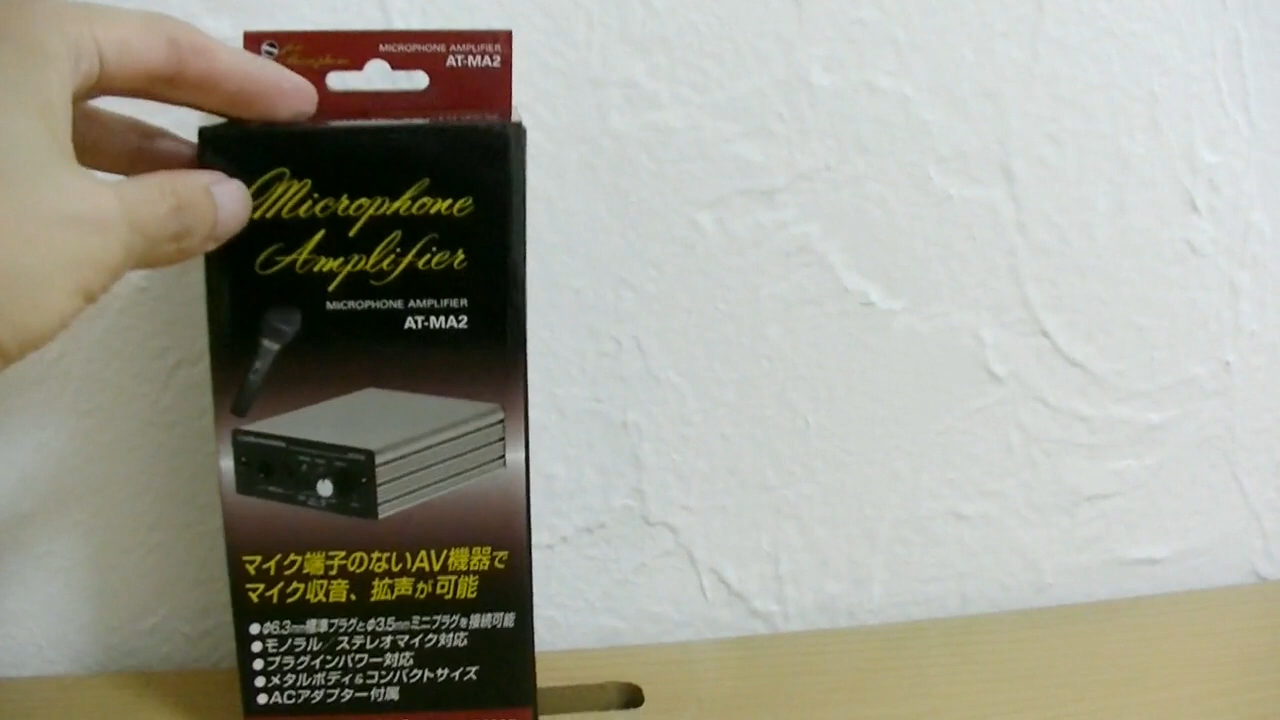 MICROPHONE AMPLIFIER
AT-MA2
Microphone
Amplifier
MICROPHONE AMPLIFIER
AT-MA2
マイク端子のないAV機器で
マイク収音、拡声が可能
●φ6.3mm標準プラグとφ3.5mmミニプラグを接続可能
●モノラル/ステレオマイク対応
●プラグインパワー対応
●メタルボディ&コンパクトサイズ
●ACアダプター付属